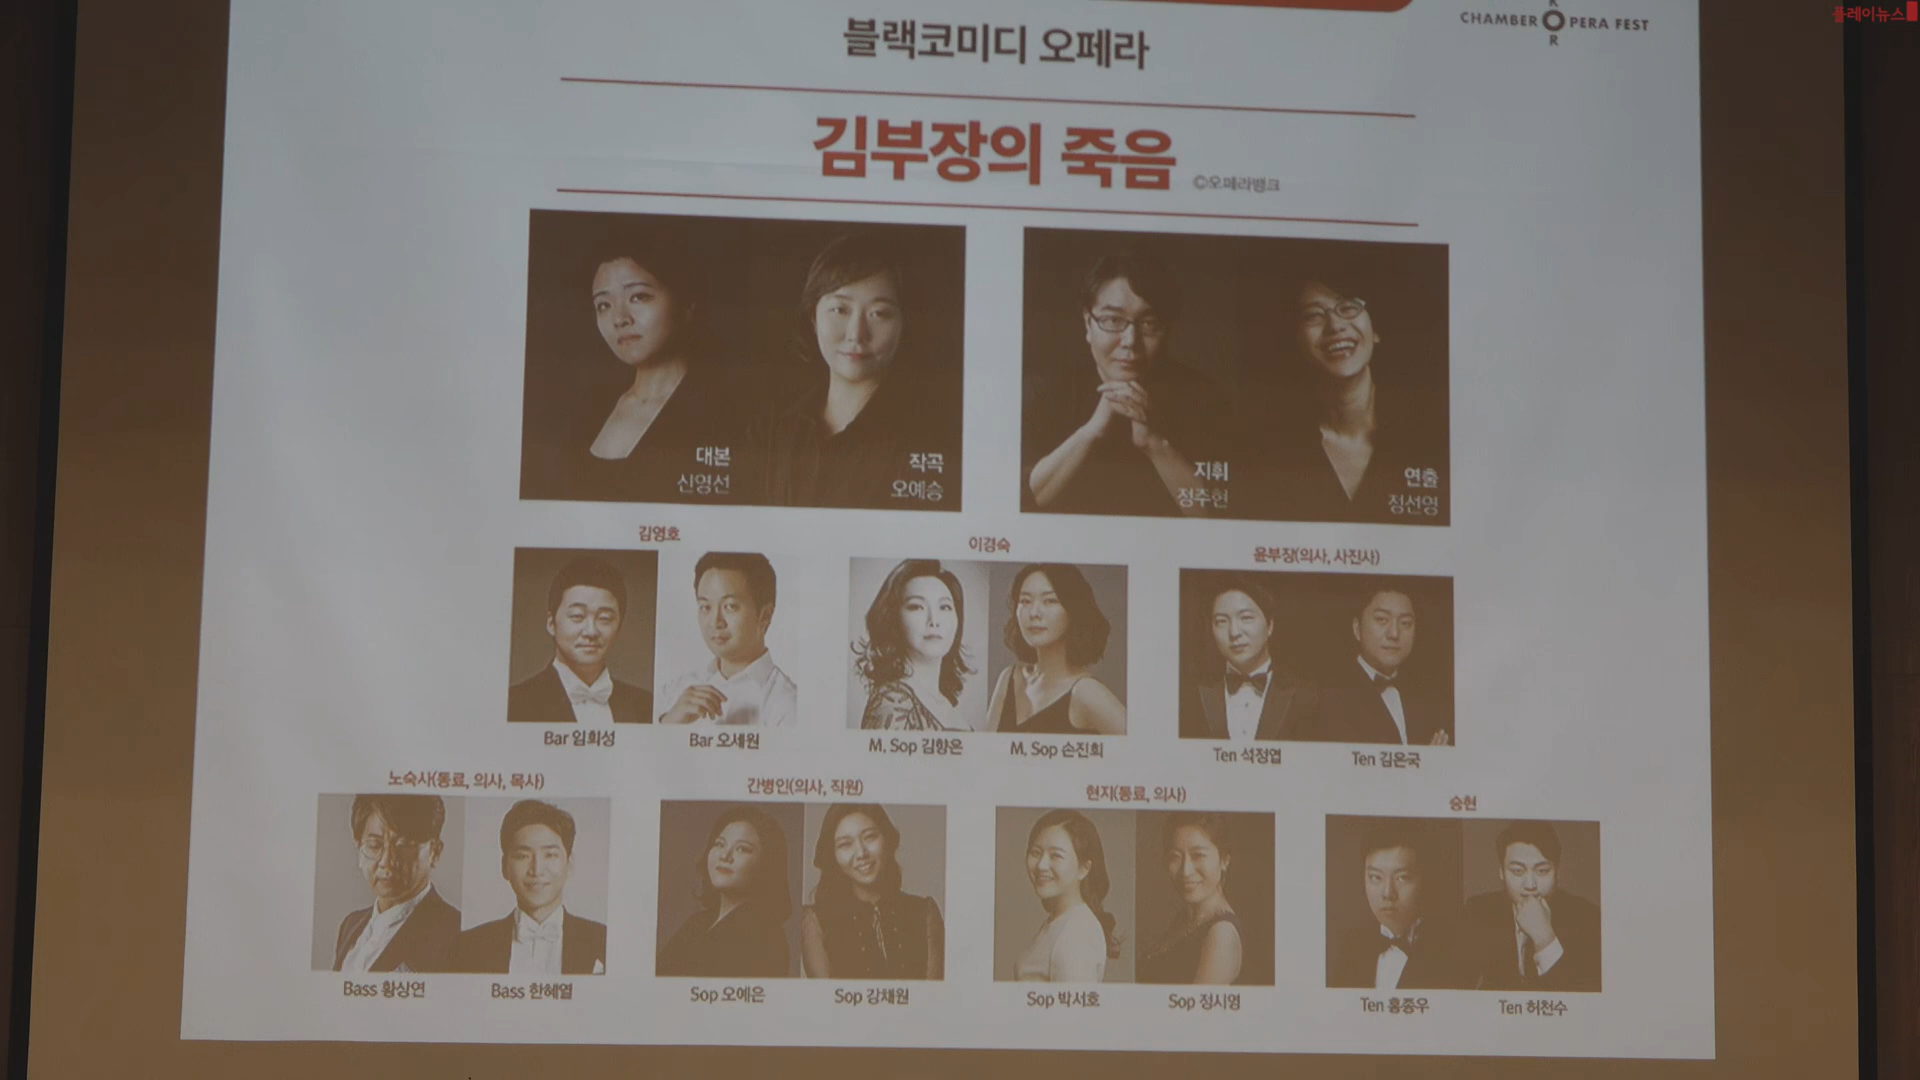 플레이뉴스
CHAMBER OPERA FEST
블랙코미디 오페라
김부장의 죽음
©오페라뱅크
대본
신영선
작곡
오예승
지휘
정주현
연출
정선영
김영호
이경숙
윤부장(의사, 사진사)
Bar 임희성
Bar 오세원
M. Sop 김향은
M. Sop 손진희
Ten 석정엽
Ten 김은국
노숙사(동료, 의사, 목사)
간병인(의사, 직원)
현지(동료, 의사)
승현
Bass 황상연
Bass 한혜열
Sop 오예은
Sop 강채원
Sop 박서호
Sop 정시영
Ten 홍종우
Ten 허천수